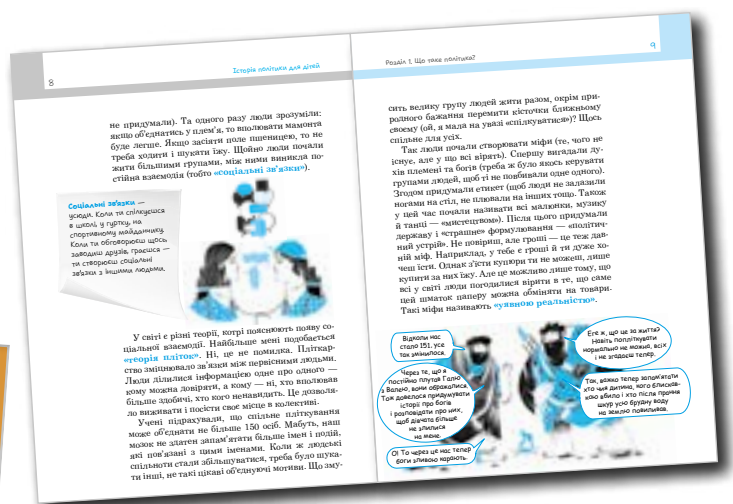 8
Історія політики для дітей
не придумали). Та одного разу люди зрозуміли:
якщо об'єднатись у плем'я, то вполювати мамонта
буде легше. Якщо засіяти поле пшеницею, то не
треба ходити і шукати їжу. Щойно люди почали
жити більшими групами, між ними виникла по-
стійна взаємодія (тобто «соціальні зв'язки»).
Соціальні зв'язки —
усюди. Коли ти спілкуєшся
в школі, у гуртку, на
спортивному майданчику.
Коли ти обговорюєш щось,
заводиш друзів, граєшся —
ти створюєш соціальні
зв'язки з іншими людьми.
У світі є різні теорії, котрі пояснюють появу со-
ціальної взаємодії. Найбільше мені подобається
«теорія пліток». Ні, це не помилка. Пліткар-
ство зміцнювало зв'язки між первісними людьми.
Люди ділилися інформацією одне про одного —
кому можна довіряти, а кому — ні, хто вполював
більше здобичі, хто кого ненавидить. Це дозволя-
ло виживати і посісти своє місце в колективі.
Учені підрахували, що спільне пліткування
може об'єднати не більше 150 осіб. Мабуть, наш
мозок не здатен запам'ятати більше імен і подій,
які пов'язані з цими іменами. Коли ж людські
спільноти стали збільшуватися, треба було шука-
ти інші, не такі цікаві об'єднуючі мотиви. Що зму-
Розділ 1. Що таке політика?
9
сить велику групу людей жити разом, окрім при-
родного бажання перемити кісточки ближньому
своєму (ой, я мада на увазі «спілкуватися»)? Щось
спільне для усіх.
Так люди почали створювати міфи (те, чого не
існує, але у що всі вірять). Спершу вигадали ду-
хів племені та богів (треба ж було якось керувати
групами людей, щоб ті не повбивали одне одного).
Згодом придумали етикет (щоб люди не задазили
ногами на стіл, не плювали на інших тощо. Також
у цей час почали називати всі малюнки, музику
й танці — «мистецтвом»). Після цього придумали
державу і «страшне» формулювання — «політич-
ний устрій». Не повіриш, але гроші — це теж дав-
ній міф. Наприклад, у тебе є гроші й ти дуже хо-
чеш їсти. Однак з'їсти купюри ти не можеш, лише
купити за них їжу. Але це можливо лише тому, що
всі у світі люди погодилися вірити в те, що саме
цей шматок паперу можна обміняти на товари.
Такі міфи називають «уявною реальністю».
Відколи нас
стало 151, усе
так змінилося.
Еге ж, що це за життя?
Навіть попліткувати
нормально не можна, всіх
і не згадаєш тепер.
Через те, що я
постійно плутав Галю
з Валею, вони ображалися.
Тож довелося придумувати
історії про богів
і розповідати про них,
щоб дівчата більше
не злилися
на мене.
Так, важко тепер запам'ятати
хто чия дитина, кого блискав-
кою вбило і хто після прання
шкур усю брудну воду
на землю повиливав.
О! То через це нас тепер
боги зливою карають.